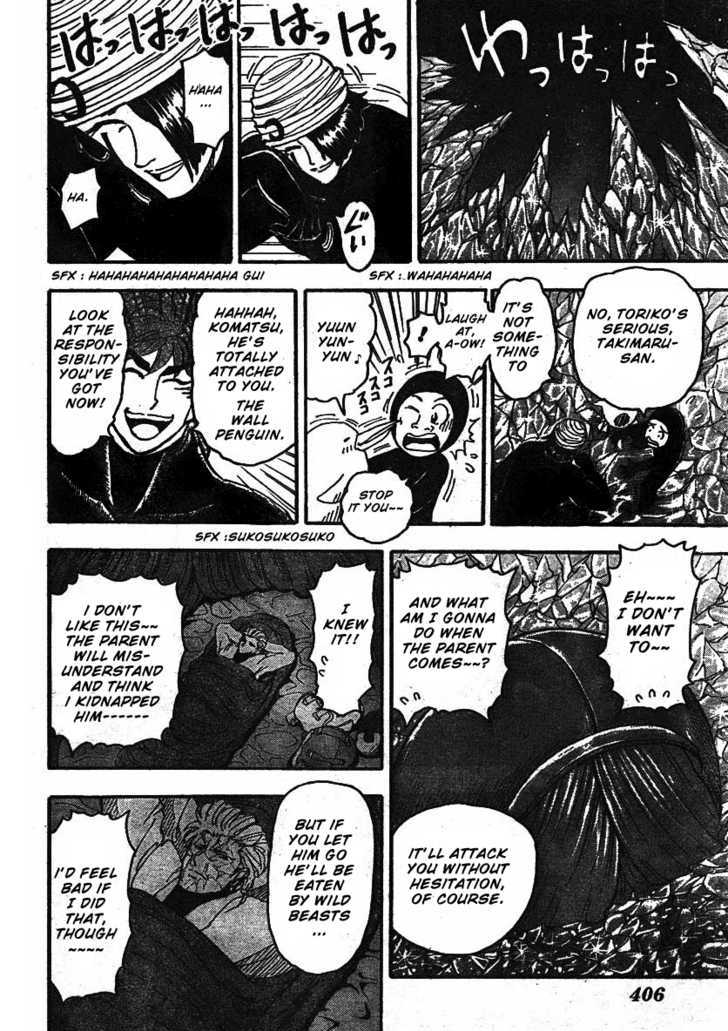 わっはっはっ
はっはっはっはっはっ
ぐい
HAHA
...
HA.
SFX : .WAHAHAHAHA
SFX : HAHAHAHAHAHAHAHAHA GUI
NO, TORIKO'S
SERIOUS,
TAKIMARU-
SAN.
IT'S
NOT
SOME-
THING
TO
LAUGH
AT,
A-OW!
!
YUUN
YUN-
YUN♪
スコスコスコ
STOP
IT YOU~~
HAHHAH,
KOMATSU,
HE'S
TOTALLY
ATTACHED
TO YOU.
THE
WALL
PENGUIN.
LOOK
AT THE
RESPON-
SIBILITY
YOU'VE
GOT
NOW!
SFX :SUKOSUKOSUKO
EH~~~
I DON'T
WANT
TO~~
AND WHAT
AM I GONNA
DO WHEN
THE PARENT
COMES~~?
IT'LL ATTACK
YOU WITHOUT
HESITATION,
OF COURSE.
I
KNEW
IT!!
I DON'T
LIKE THIS~~
THE PARENT
WILL MIS-
UNDERSTAND
AND THINK
I KIDNAPPED
HIM------
BUT IF
YOU LET
HIM GO
HE'LL BE
EATEN
BY WILD
BEASTS
...
I'D FEEL
BAD IF
I DID
THAT,
THOUGH
~~~~
406